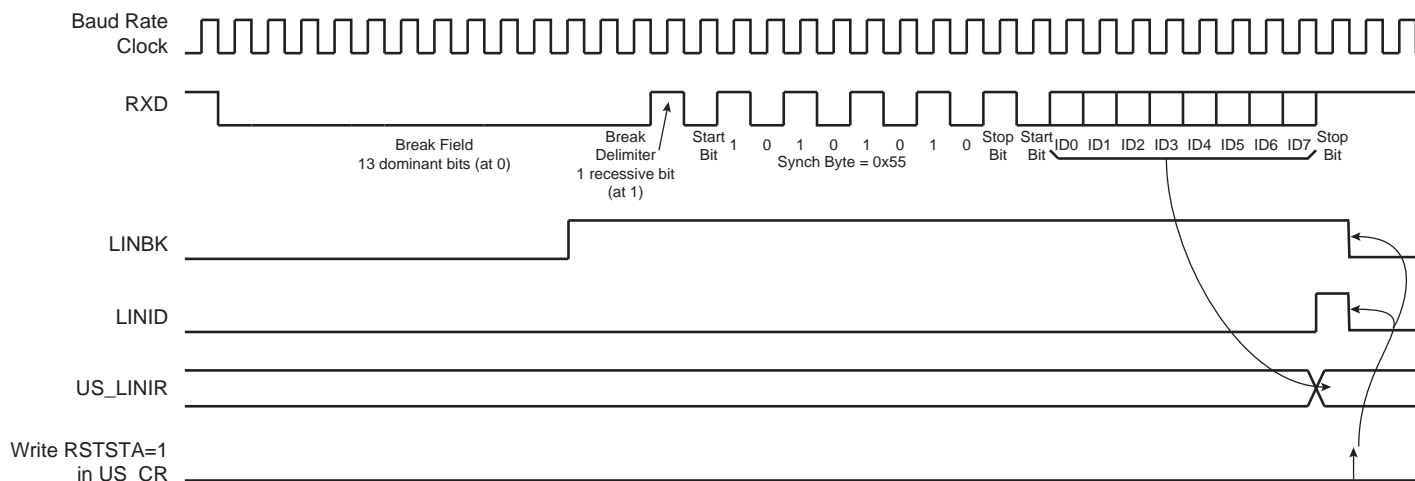 Baud Rate
Clock
RXD
Break Field
13 dominant bits (at 0)
Break
Delimiter
1 recessive bit
(at 1)
Start
Bit
1 0 1 0 1 0 1 0
Synch Byte = 0x55
Stop
Bit
Start
Bit
ID0 ID1 ID2 ID3 ID4 ID5 ID6 ID7
Stop
Bit
LINBK
LINID
US_LINIR
Write RSTSTA=1
in US_CR